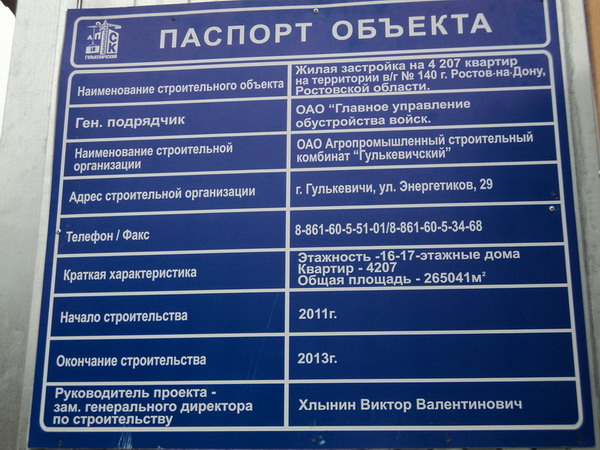 АПСК
ГУЛЬКЕВИЧСКИЙ
ПАСПОРТ ОБЪЕКТА
Наименование строительного объекта
Жилая застройка на 4 207 квартир
на территории в/г № 140 г. Ростов-на-Дону,
Ростовской области.
Ген. подрядчик
ОАО “Главное управление
обустройства войск.
Наименование строительной
организации
ОАО Агропромышленный строительный
комбинат “Гулькевичский”
Адрес строительной организации
г. Гулькевичи, ул. Энергетиков, 29
Телефон / Факс
8-861-60-5-51-01/8-861-60-5-34-68
Краткая характеристика
Этажность -16-17-этажные дома
Квартир - 4207
Общая площадь - 265041м²
Начало строительства
2011г.
Окончание строительства
2013г.
Руководитель проекта -
зам. генерального директора
по строительству
Хлынин Виктор Валентинович